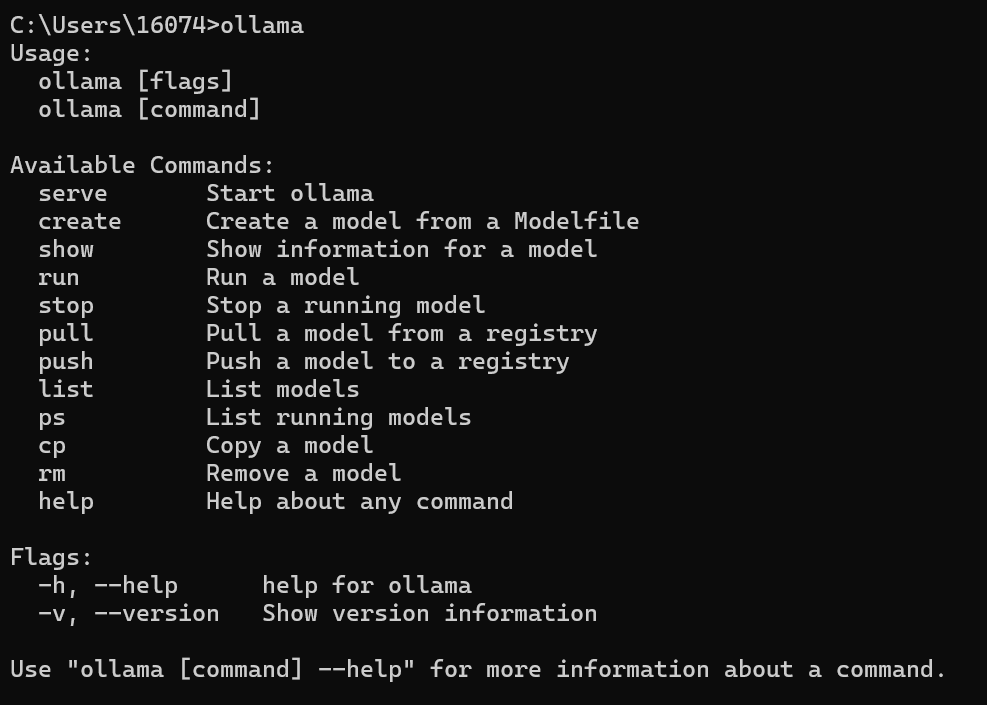 C:\Users\16074>ollama
Usage:
  ollama [flags]
  ollama [command]

Available Commands:
  serve       Start ollama
  create      Create a model from a Modelfile
  show        Show information for a model
  run         Run a model
  stop        Stop a running model
  pull        Pull a model from a registry
  push        Push a model to a registry
  list        List models
  ps          List running models
  cp          Copy a model
  rm          Remove a model
  help        Help about any command

Flags:
  -h, --help      help for ollama
  -v, --version   Show version information

Use "ollama [command] --help" for more information about a command.